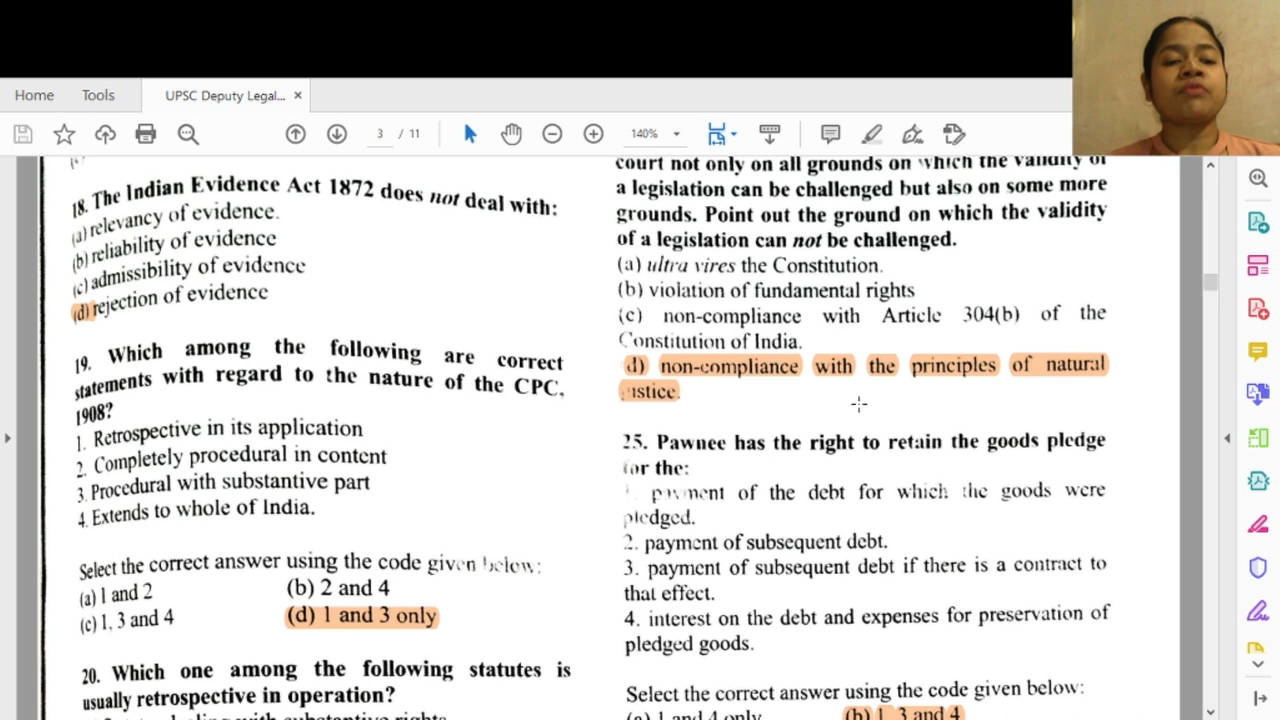 Home
Tools
UPSC Deputy Legal...
3 / 11
140%
18. The Indian Evidence Act 1872 does not deal with:
(a) relevancy of evidence.
(b) reliability of evidence
(c) admissibility of evidence
(d) rejection of evidence
19. Which among the following are correct
statements with regard to the nature of the CPC,
1908?
1. Retrospective in its application
2. Completely procedural in content
3. Procedural with substantive part
4. Extends to whole of India.
Select the correct answer using the code given below:
(a) 1 and 2
(b) 2 and 4
(c) 1, 3 and 4
(d) 1 and 3 only
20. Which one among the following statutes is
usually retrospective in operation?
substantive rights
court not only on all grounds on which the validity of
a legislation can be challenged but also on some more
grounds. Point out the ground on which the validity
of a legislation can not be challenged.
(a) ultra vires the Constitution.
(b) violation of fundamental rights
(c) non-compliance with Article 304(b) of the
Constitution of India.
d) non-compliance with the principles of natural
justice.
25. Pawnee has the right to retain the goods pledge
for the:
payment of the debt for which the goods were
pledged.
2. payment of subsequent debt.
3. payment of subsequent debt if there is a contract to
that effect.
4. interest on the debt and expenses for preservation of
pledged goods.
Select the correct answer using the code given below:
(a) 1 and 4 only
(b) 1, 3 and 4